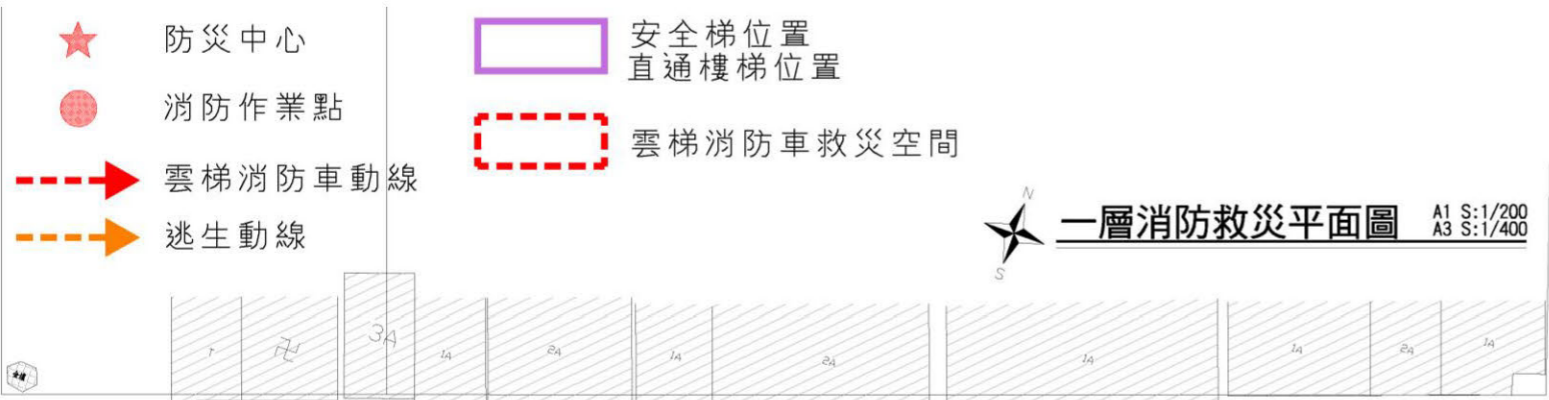 防災中心
消防作業點
雲梯消防車動線
逃生動線
安全梯位置
直通樓梯位置
雲梯消防車救災空間
N
S
一層消防救災平面圖
A1 S:1/200
A3 S:1/400
T 卍 3A 1A 2A 1A 2A 1A 1A 2A 1A